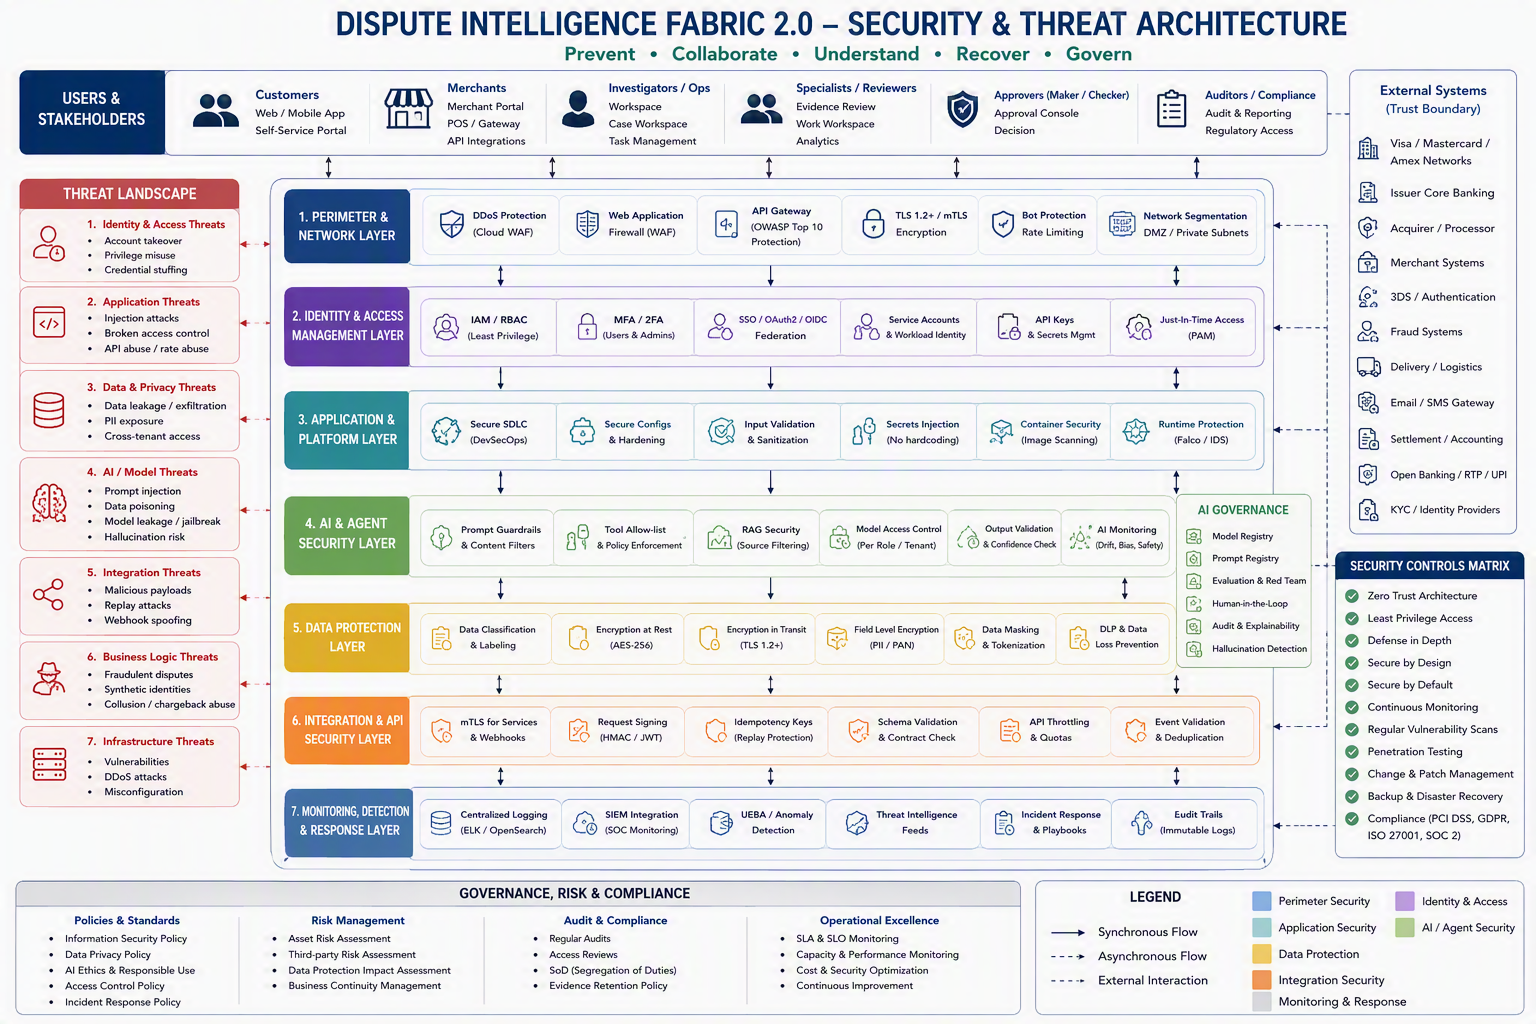 DISPUTE INTELLIGENCE FABRIC 2.0 – SECURITY & THREAT ARCHITECTURE
Prevent • Collaborate • Understand • Recover • Govern
USERS &
STAKEHOLDERS
Customers
Web / Mobile App
Self-Service Portal
Merchants
Merchant Portal
POS / Gateway
API Integrations
Investigators / Ops
Workspace
Case Workspace
Task Management
Specialists / Reviewers
Evidence Review
Work Workspace
Analytics
Approvers (Maker / Checker)
Approval Console
Decision
Auditors / Compliance
Audit & Reporting
Regulatory Access
External Systems
(Trust Boundary)
Visa / Mastercard /
Amex Networks
Issuer Core Banking
Acquirer / Processor
Merchant Systems
3DS / Authentication
Fraud Systems
Delivery / Logistics
Email / SMS Gateway
Settlement / Accounting
Open Banking / RTP / UPI
KYC / Identity Providers
THREAT LANDSCAPE
1. Identity & Access Threats
• Account takeover
• Privilege misuse
• Credential stuffing
2. Application Threats
• Injection attacks
• Broken access control
• API abuse / rate abuse
3. Data & Privacy Threats
• Data leakage / exfiltration
• PII exposure
• Cross-tenant access
4. AI / Model Threats
• Prompt injection
• Data poisoning
• Model leakage / jailbreak
• Hallucination risk
5. Integration Threats
• Malicious payloads
• Replay attacks
• Webhook spoofing
6. Business Logic Threats
• Fraudulent disputes
• Synthetic identities
• Collusion / chargeback abuse
7. Infrastructure Threats
• Vulnerabilities
• DDoS attacks
• Misconfiguration
1. PERIMETER &
NETWORK LAYER
DDoS Protection
(Cloud WAF)
Web Application
Firewall (WAF)
API Gateway
(OWASP Top 10
Protection)
TLS 1.2+ / mTLS
Encryption
Bot Protection
Rate Limiting
Network Segmentation
DMZ / Private Subnets
2. IDENTITY & ACCESS
MANAGEMENT LAYER
IAM / RBAC
(Least Privilege)
MFA / 2FA
(Users & Admins)
SSO / OAuth2 / OIDC
Federation
Service Accounts
& Workload Identity
API Keys
& Secrets Mgmt
Just-In-Time Access
(PAM)
3. APPLICATION &
PLATFORM LAYER
Secure SDLC
(DevSecOps)
Secure Configs
& Hardening
Input Validation
& Sanitization
Secrets Injection
(No hardcoding)
Container Security
(Image Scanning)
Runtime Protection
(Falco / IDS)
4. AI & AGENT
SECURITY LAYER
Prompt Guardrails
& Content Filters
Tool Allow-list
& Policy Enforcement
RAG Security
(Source Filtering)
Model Access Control
(Per Role / Tenant)
Output Validation
& Confidence Check
AI Monitoring
(Drift, Bias, Safety)
AI GOVERNANCE
Model Registry
Prompt Registry
Evaluation & Red Team
Human-in-the-Loop
Audit & Explainability
Hallucination Detection
5. DATA PROTECTION
LAYER
Data Classification
& Labeling
Encryption at Rest
(AES-256)
Encryption in Transit
(TLS 1.2+)
Field Level Encryption
(PII / PAN)
Data Masking
& Tokenization
DLP & Data
Loss Prevention
6. INTEGRATION & API
SECURITY LAYER
mTLS for Services
& Webhooks
Request Signing
(HMAC / JWT)
Idempotency Keys
(Replay Protection)
Schema Validation
& Contract Check
API Throttling
& Quotas
Event Validation
& Deduplication
7. MONITORING, DETECTION
& RESPONSE LAYER
Centralized Logging
(ELK / OpenSearch)
SIEM Integration
(SOC Monitoring)
UEBA / Anomaly
Detection
Threat Intelligence
Feeds
Incident Response
& Playbooks
Eudit Trails
(Immutable Logs)
SECURITY CONTROLS MATRIX
Zero Trust Architecture
Least Privilege Access
Defense in Depth
Secure by Design
Secure by Default
Continuous Monitoring
Regular Vulnerability Scans
Penetration Testing
Change & Patch Management
Backup & Disaster Recovery
Compliance (PCI DSS, GDPR,
ISO 27001, SOC 2)
GOVERNANCE, RISK & COMPLIANCE
Policies & Standards
• Information Security Policy
• Data Privacy Policy
• AI Ethics & Responsible Use
• Access Control Policy
• Incident Response Policy
Risk Management
• Asset Risk Assessment
• Third-party Risk Assessment
• Data Protection Impact Assessment
• Business Continuity Management
Audit & Compliance
• Regular Audits
• Access Reviews
• SoD (Segregation of Duties)
• Evidence Retention Policy
Operational Excellence
• SLA & SLO Monitoring
• Capacity & Performance Monitoring
• Cost & Security Optimization
• Continuous Improvement
LEGEND
Synchronous Flow
Asynchronous Flow
External Interaction
Perimeter Security
Identity & Access
Application Security
AI / Agent Security
Data Protection
Integration Security
Monitoring & Response